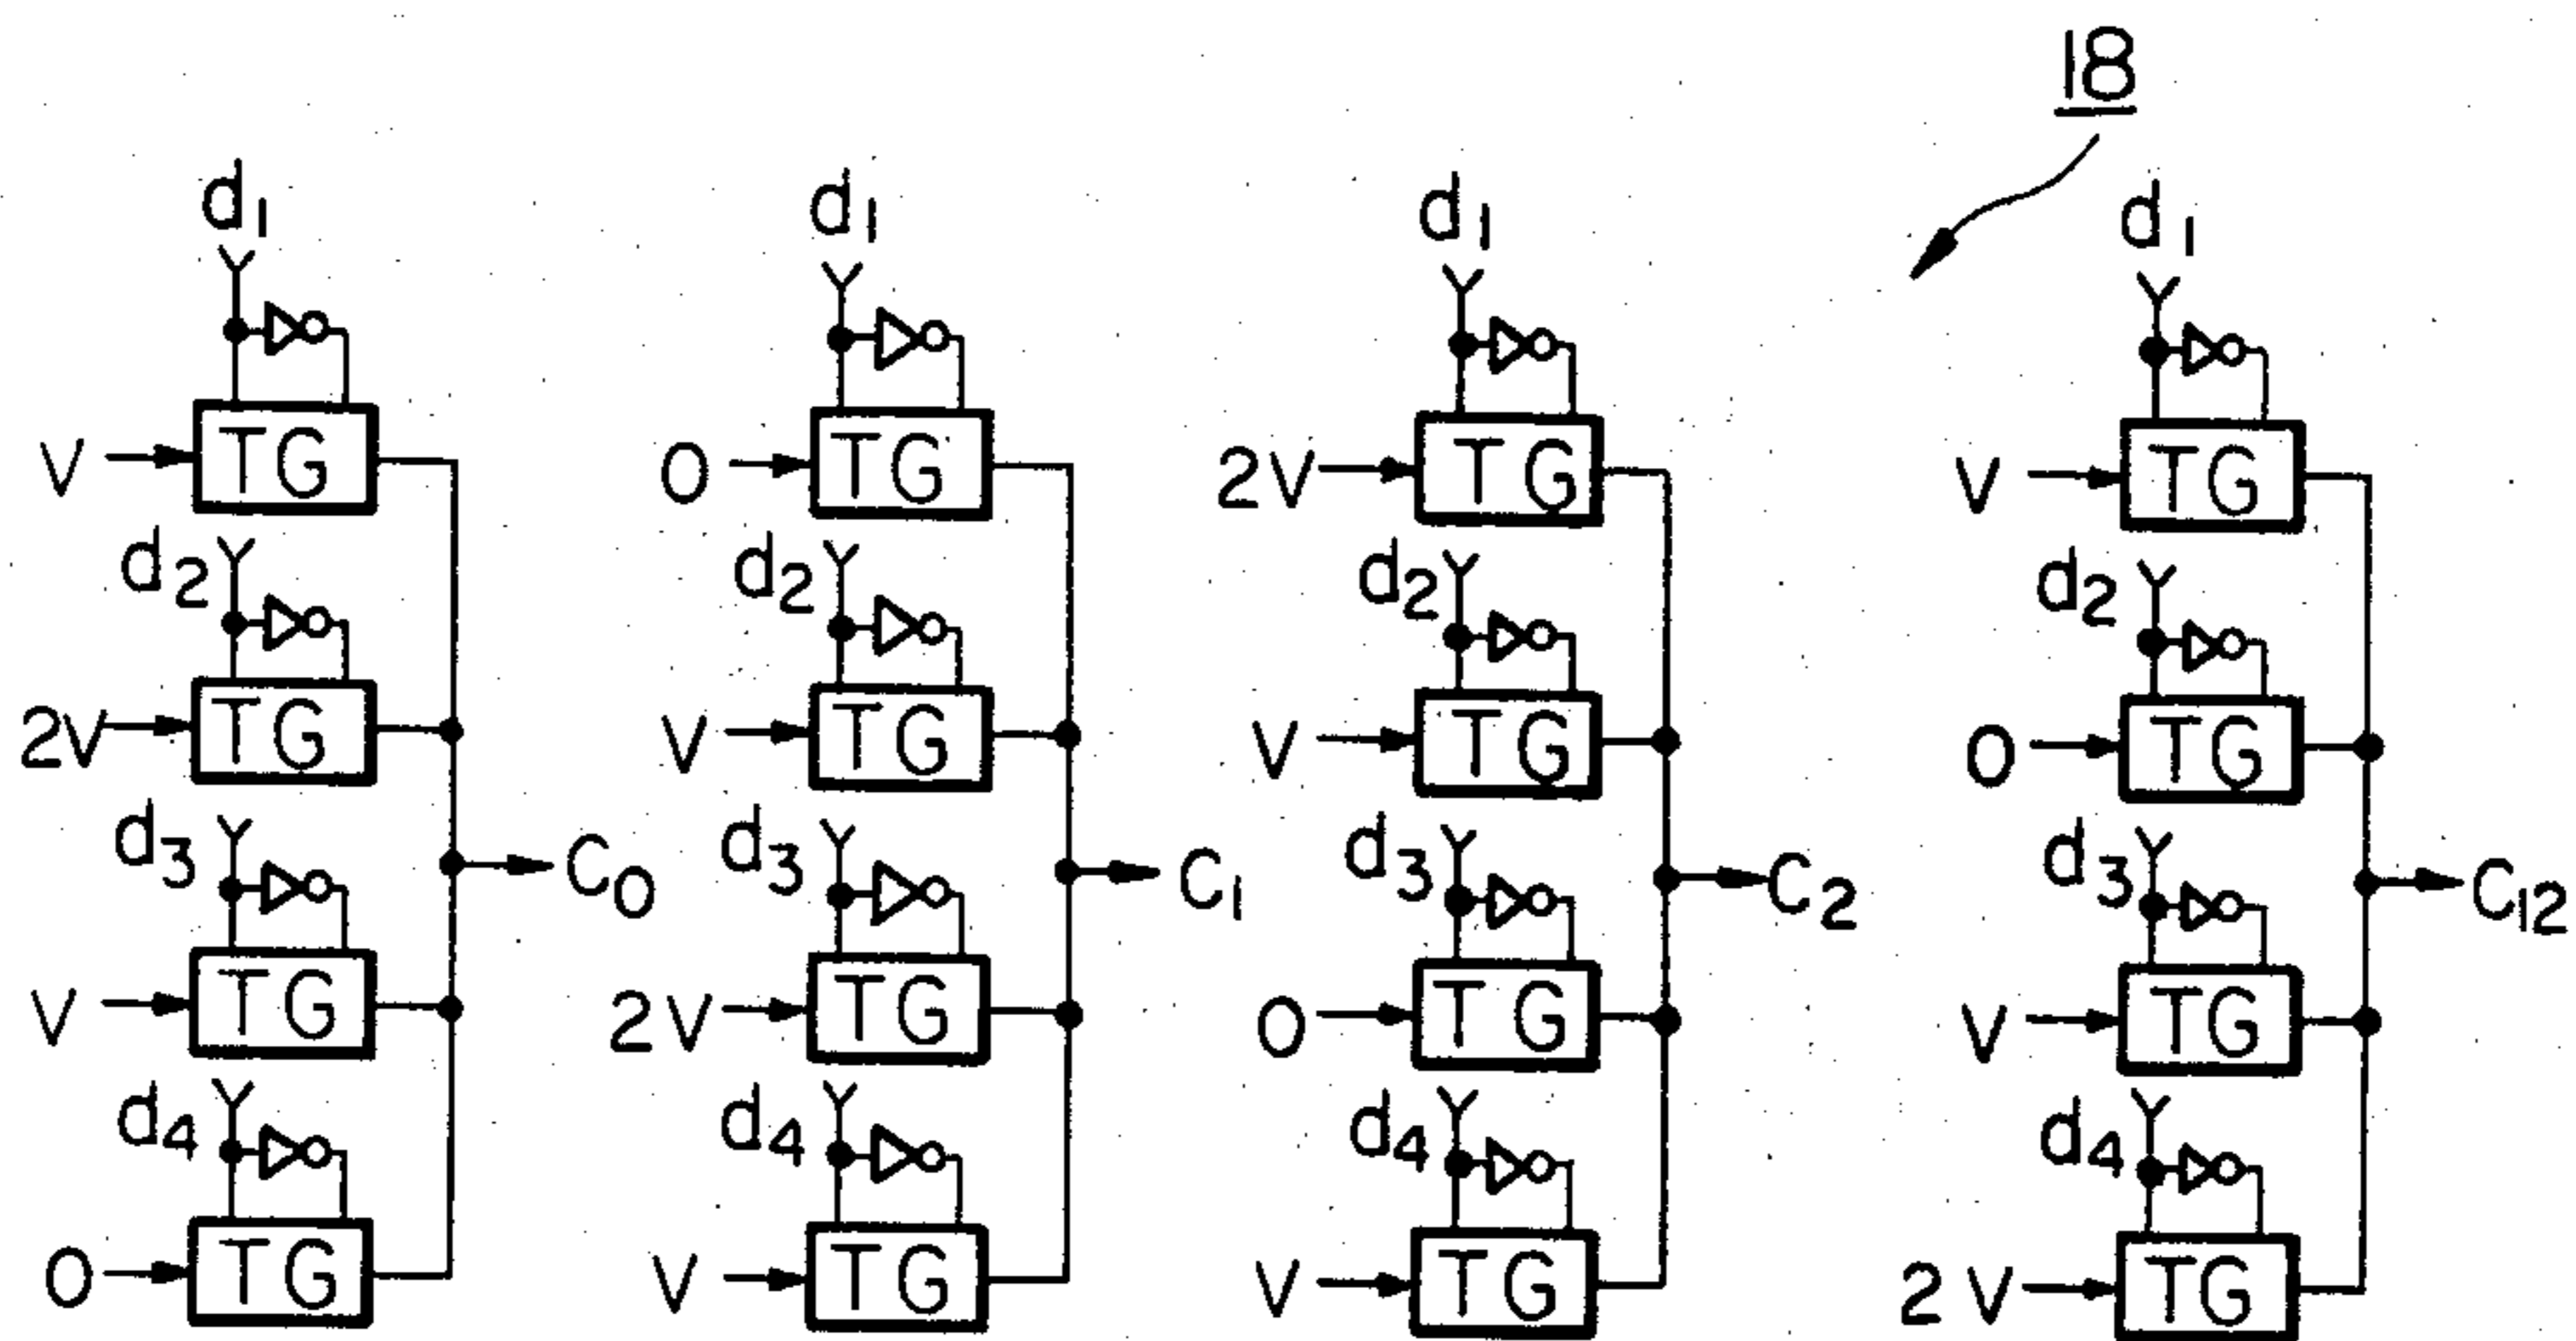 18
d1 d1 d1 d1
V TG 0 TG 2V TG V TG
d2 d2 d2 d2
2V TG V TG V TG 0 TG
d3 d3 d3 d3
C0 C1 C2 C12
V TG 2V TG 0 TG V TG
d4 d4 d4 d4
0 TG V TG V TG 2V TG